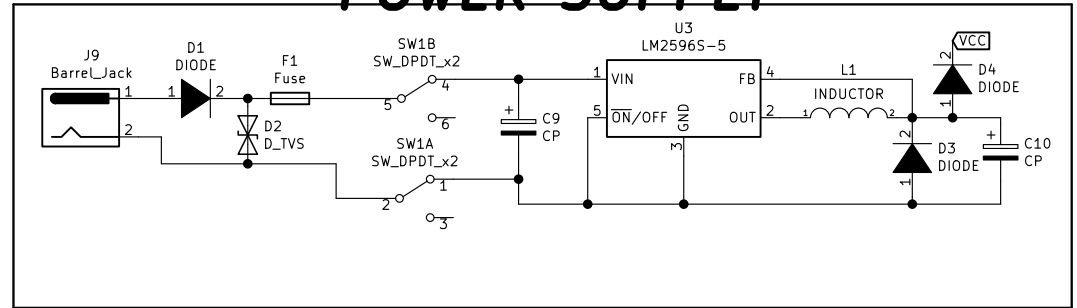 POWER SUPPLY
J9
Barrel_Jack
1
2
D1
DIODE
1
2
D2
D_TVS
F1
Fuse
SW1B
SW_DPDT_x2
4
5
6
SW1A
SW_DPDT_x2
1
2
3
+
C9
CP
U3
LM2596S-5
1 VIN
5 ON/OFF
GND
3
FB 4
OUT 2
L1
INDUCTOR
1
2
VCC
2
D4
DIODE
1
2
D3
DIODE
1
+
C10
CP